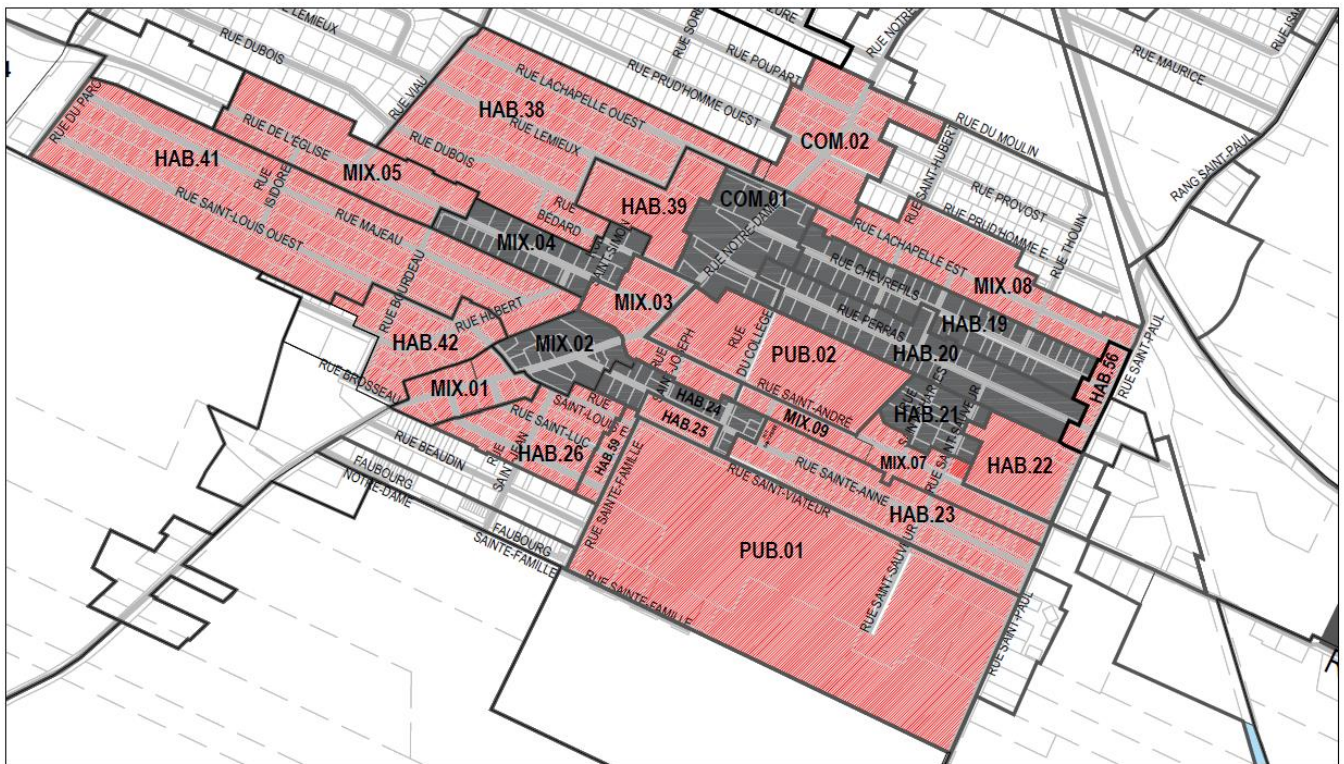 RUE LEMIEUX
RUE DUBOIS
RUE VIAU
RUE PRUD'HOMME OUEST
RUE POUPART
RUE MAURICE
RUE LACHAPELLE OUEST
HAB.38
RUE LEMIEUX
RUE DUBOIS
COM.02
RUE DU MOULIN
RANG SAINT-PAUL
RUE DU PARC
HAB.41
RUE DE L'ÉGLISE
MIX.05
RUE
ISIDORE
RUE SAINT-HUBERT
RUE PROVOST
RUE PRUD'HOMME E
RUE THOUIN
RUE SAINT-LOUIS OUEST
RUE MAJEAU
RUE
BEDARD
HAB.39
COM.01
RUE NOTRE-DAME
RUE LACHAPELLE EST
MIX.04
MIX.08
RUE CHEVREFILS
RUE BOURDEAU
RUE HUBERT
MIX.03
HAB.19
RUE PERRAS
HAB.20
RUE SAINT-PAUL
HAB.42
MIX.02
RUE
DU COLLÈGE
PUB.02
HAB.56
RUE BROSSEAU
MIX.01
RUE
SAINT-LOUIS E
HAB.24
RUE SAINT-ANDRÉ
HAB.21
HAB.25
MIX.09
RUE SAINT-LUC
HAB.26
HAB.59
RUE BEAUDIN
RUE
SAINT-JEAN
MIX.07
HAB.22
RUE SAINTE-ANNE
FAUBOURG
NOTRE-DAME
RUE SAINTE-FAMILLE
RUE SAINT-VIATEUR
HAB.23
FAUBOURG
SAINTE-FAMILLE
PUB.01
RUE SAINT-SAUVEUR
RUE SAINTE-FAMILLE
RUE SAINT-PAUL